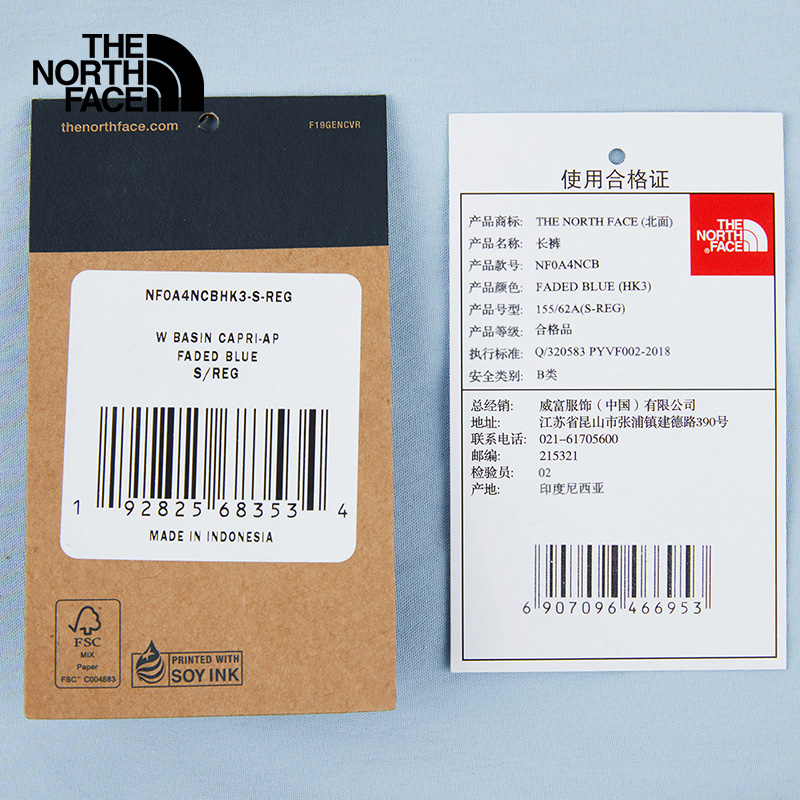 THE
NORTH
FACE
thenorthface.com
F19GENCVR
NF0A4NCBHK3-S-REG
W BASIN CAPRI-AP
FADED BLUE
S/REG
1 92825 68353 4
MADE IN INDONESIA
FSC
MIX
Paper
FSC™ C004883
PRINTED WITH
SOY INK
使用合格证
THE
NORTH
FACE
产品商标: THE NORTH FACE (北面)
产品名称: 长裤
产品款号: NF0A4NCB
产品颜色: FADED BLUE (HK3)
产品号型: 155/62A(S-REG)
产品等级: 合格品
执行标准: Q/320583 PYVF002-2018
安全类别: B类
总经销: 威富服饰（中国）有限公司
地址: 江苏省昆山市张浦镇建德路390号
联系电话: 021-61705600
邮编: 215321
检验员: 02
产地: 印度尼西亚
6 907096 466953